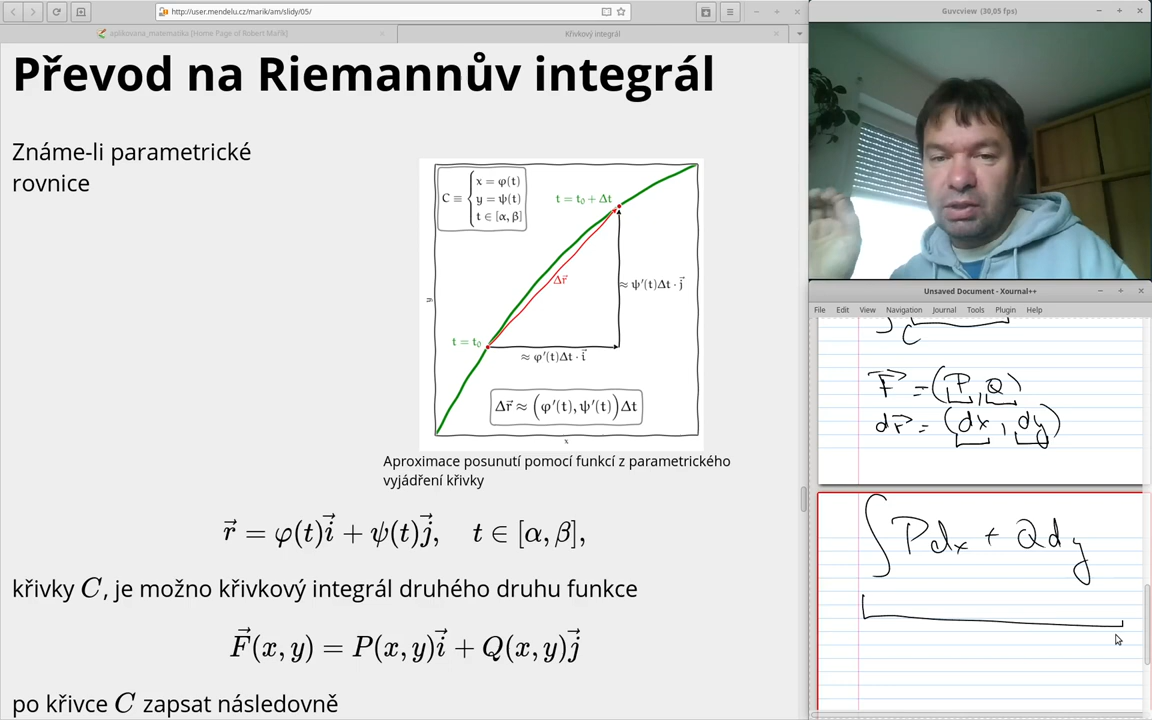 http://user.mendelu.cz/marik/am/slidy/05/
aplikovana_matematika [Home Page of Robert Mařík]
Křivkový integrál
Převod na Riemannův integrál
Známe-li parametrické
rovnice
C ≡ { x = φ(t)
y = ψ(t)
t ∈ [α, β]
t = t₀ + Δt
Δr⃗
≈ ψ′(t)Δt · j⃗
y
t = t₀
≈ φ′(t)Δt · i⃗
Δr⃗ ≈ (φ′(t), ψ′(t))Δt
x
Aproximace posunutí pomocí funkcí z parametrického
vyjádření křivky
r⃗ = φ(t)i⃗ + ψ(t)j⃗, t ∈ [α, β],
křivky C, je možno křivkový integrál druhého druhu funkce
F⃗(x, y) = P(x, y)i⃗ + Q(x, y)j⃗
po křivce C zapsat následovně
Guvcview (30,05 fps)
Unsaved Document - Xournal++
File Edit View Navigation Journal Tools Plugin Help
C
F⃗ = (P, Q)
dr⃗ = (dx, dy)
∫ Pdx + Qdy